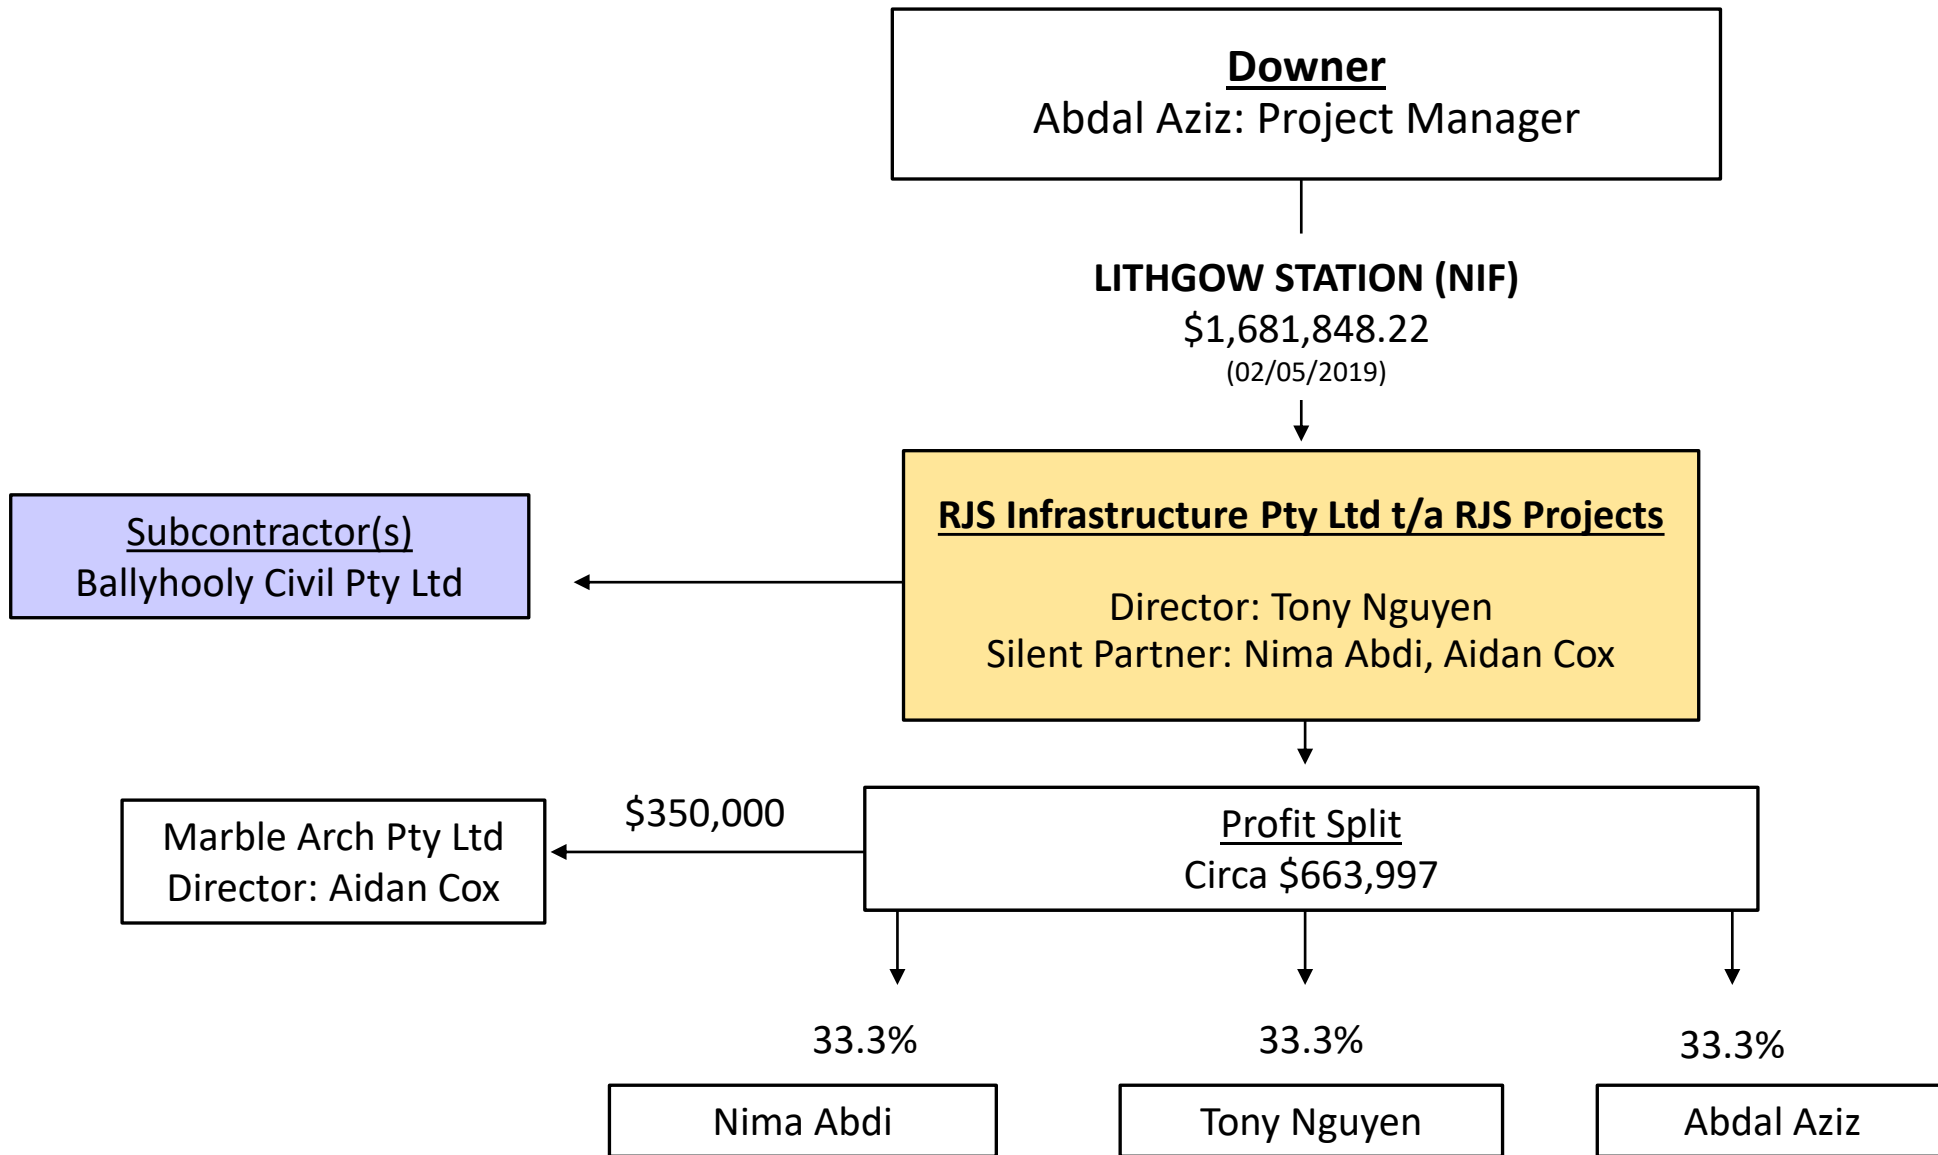 Downer
Abdal Aziz: Project Manager
LITHGOW STATION (NIF)
$1,681,848.22
(02/05/2019)
RJS Infrastructure Pty Ltd t/a RJS Projects
Director: Tony Nguyen
Silent Partner: Nima Abdi, Aidan Cox
Subcontractor(s)
Ballyhooly Civil Pty Ltd
Profit Split
Circa $663,997
$350,000
Marble Arch Pty Ltd
Director: Aidan Cox
33.3%
33.3%
33.3%
Nima Abdi
Tony Nguyen
Abdal Aziz